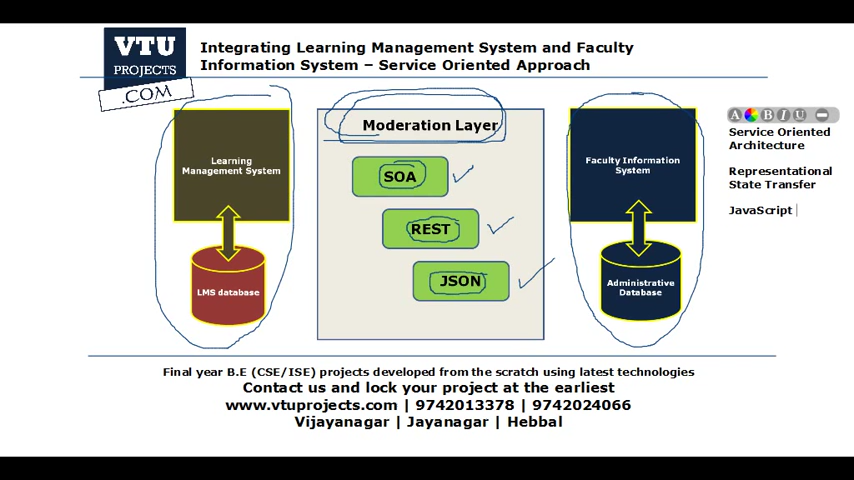 VTU
PROJECTS
.COM
Integrating Learning Management System and Faculty
Information System – Service Oriented Approach
Learning
Management System
LMS database
Moderation Layer
SOA
REST
JSON
Faculty Information
System
Administrative
Database
A B I U
Service Oriented
Architecture
Representational
State Transfer
JavaScript
Final year B.E (CSE/ISE) projects developed from the scratch using latest technologies
Contact us and lock your project at the earliest
www.vtuprojects.com | 9742013378 | 9742024066
Vijayanagar | Jayanagar | Hebbal